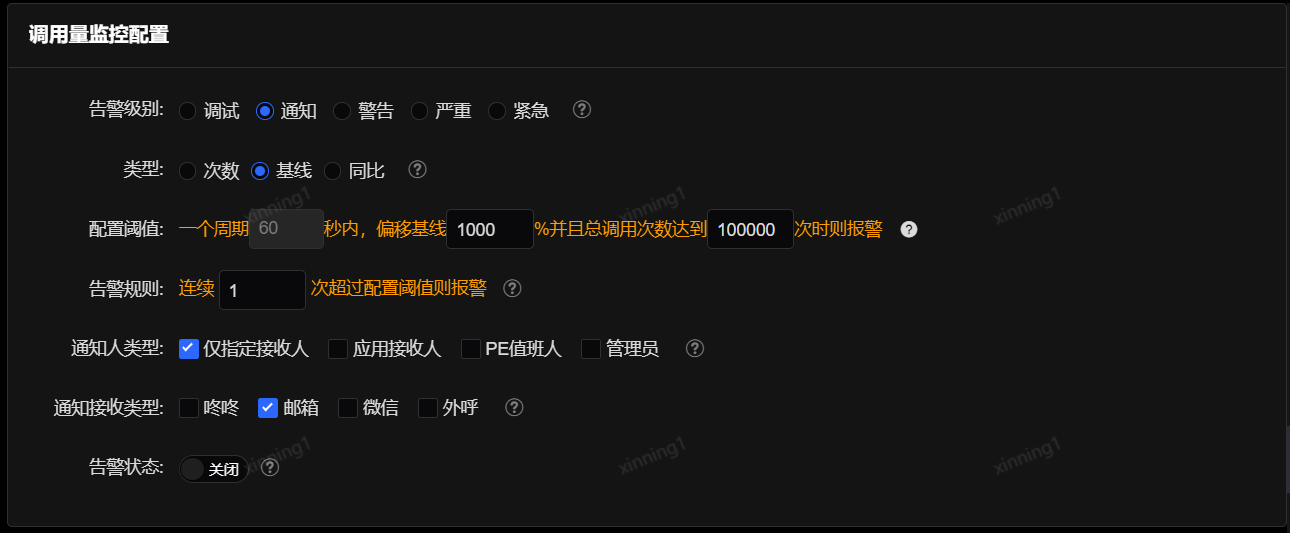 调用量监控配置
告警级别: 调试 通知 警告 严重 紧急 ?
类型: 次数 基线 同比 ?
xinning1 xinning1 xinning1
配置阈值: 一个周期 60 秒内，偏移基线 1000 %并且总调用次数达到 100000 次时则报警 ?
告警规则: 连续 1 次超过配置阈值则报警 ?
通知人类型: 仅指定接收人 应用接收人 PE值班人 管理员 ?
通知接收类型: 咚咚 邮箱 微信 外呼 ?
xinning1 xinning1 xinning1
告警状态: 关闭 ?